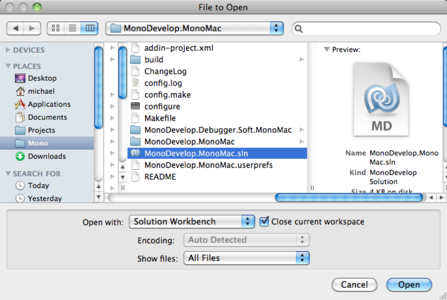 File to Open
MonoDevelop.MonoMac
DEVICES
PLACES
Desktop
michael
Applications
Documents
Projects
Mono
Downloads
SEARCH FOR
Today
Yesterday
addin-project.xml
build
ChangeLog
config.log
config.make
configure
Makefile
MonoDevelop.Debugger.Soft.MonoMac
MonoDevelop.MonoMac
MonoDevelop.MonoMac.sln
MonoDevelop.MonoMac.userprefs
README
Preview:
MD
Name MonoDevelop.Mono
Mac.sln
Kind MonoDevelop
Solution
Size 4 KB on disk
Open with: Solution Workbench Close current workspace
Encoding: Auto Detected
Show files: All Files
Cancel Open